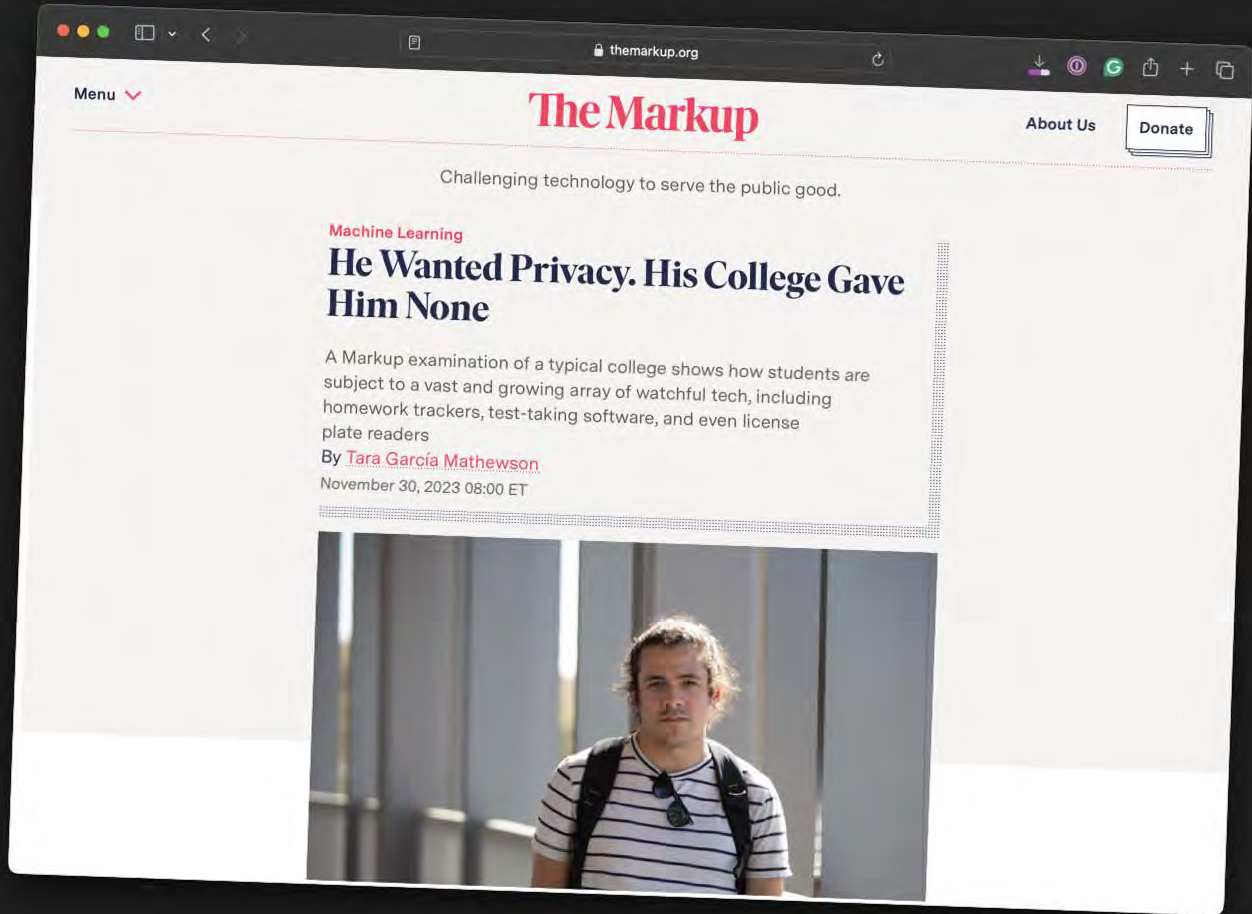 themarkup.org
Menu
The Markup
About Us
Donate
Challenging technology to serve the public good.
Machine Learning
He Wanted Privacy. His College Gave
Him None
A Markup examination of a typical college shows how students are
subject to a vast and growing array of watchful tech, including
homework trackers, test-taking software, and even license
plate readers
By Tara García Mathewson
November 30, 2023 08:00 ET